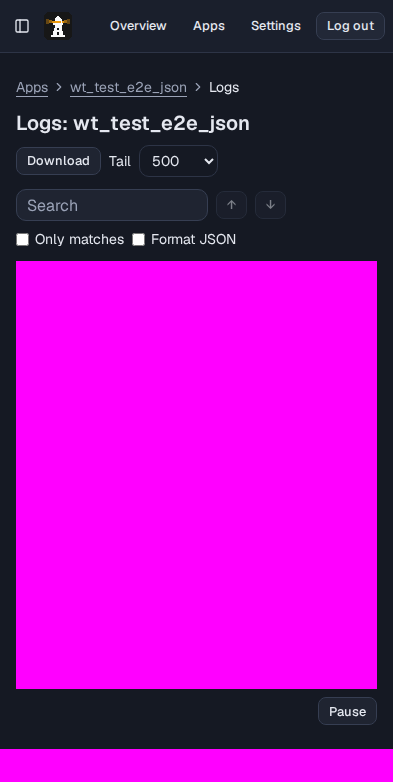 Overview Apps Settings Log out
Apps > wt_test_e2e_json > Logs
Logs: wt_test_e2e_json
Download Tail 500
Search ↑ ↓
Only matches Format JSON
Pause